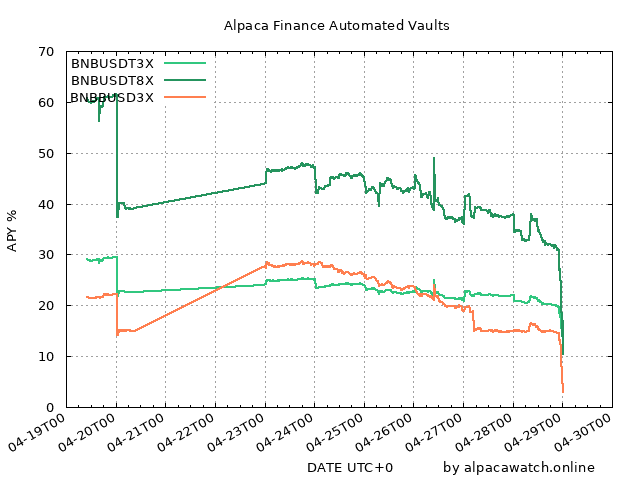 Alpaca Finance Automated Vaults
70
60
50
40
30
20
10
0
APY %
BNBUSDT3X
BNBUSDT8X
BNBBUSD3X
04-19T00
04-20T00
04-21T00
04-22T00
04-23T00
04-24T00
04-25T00
04-26T00
04-27T00
04-28T00
04-29T00
04-30T00
DATE UTC+0
by alpacawatch.online